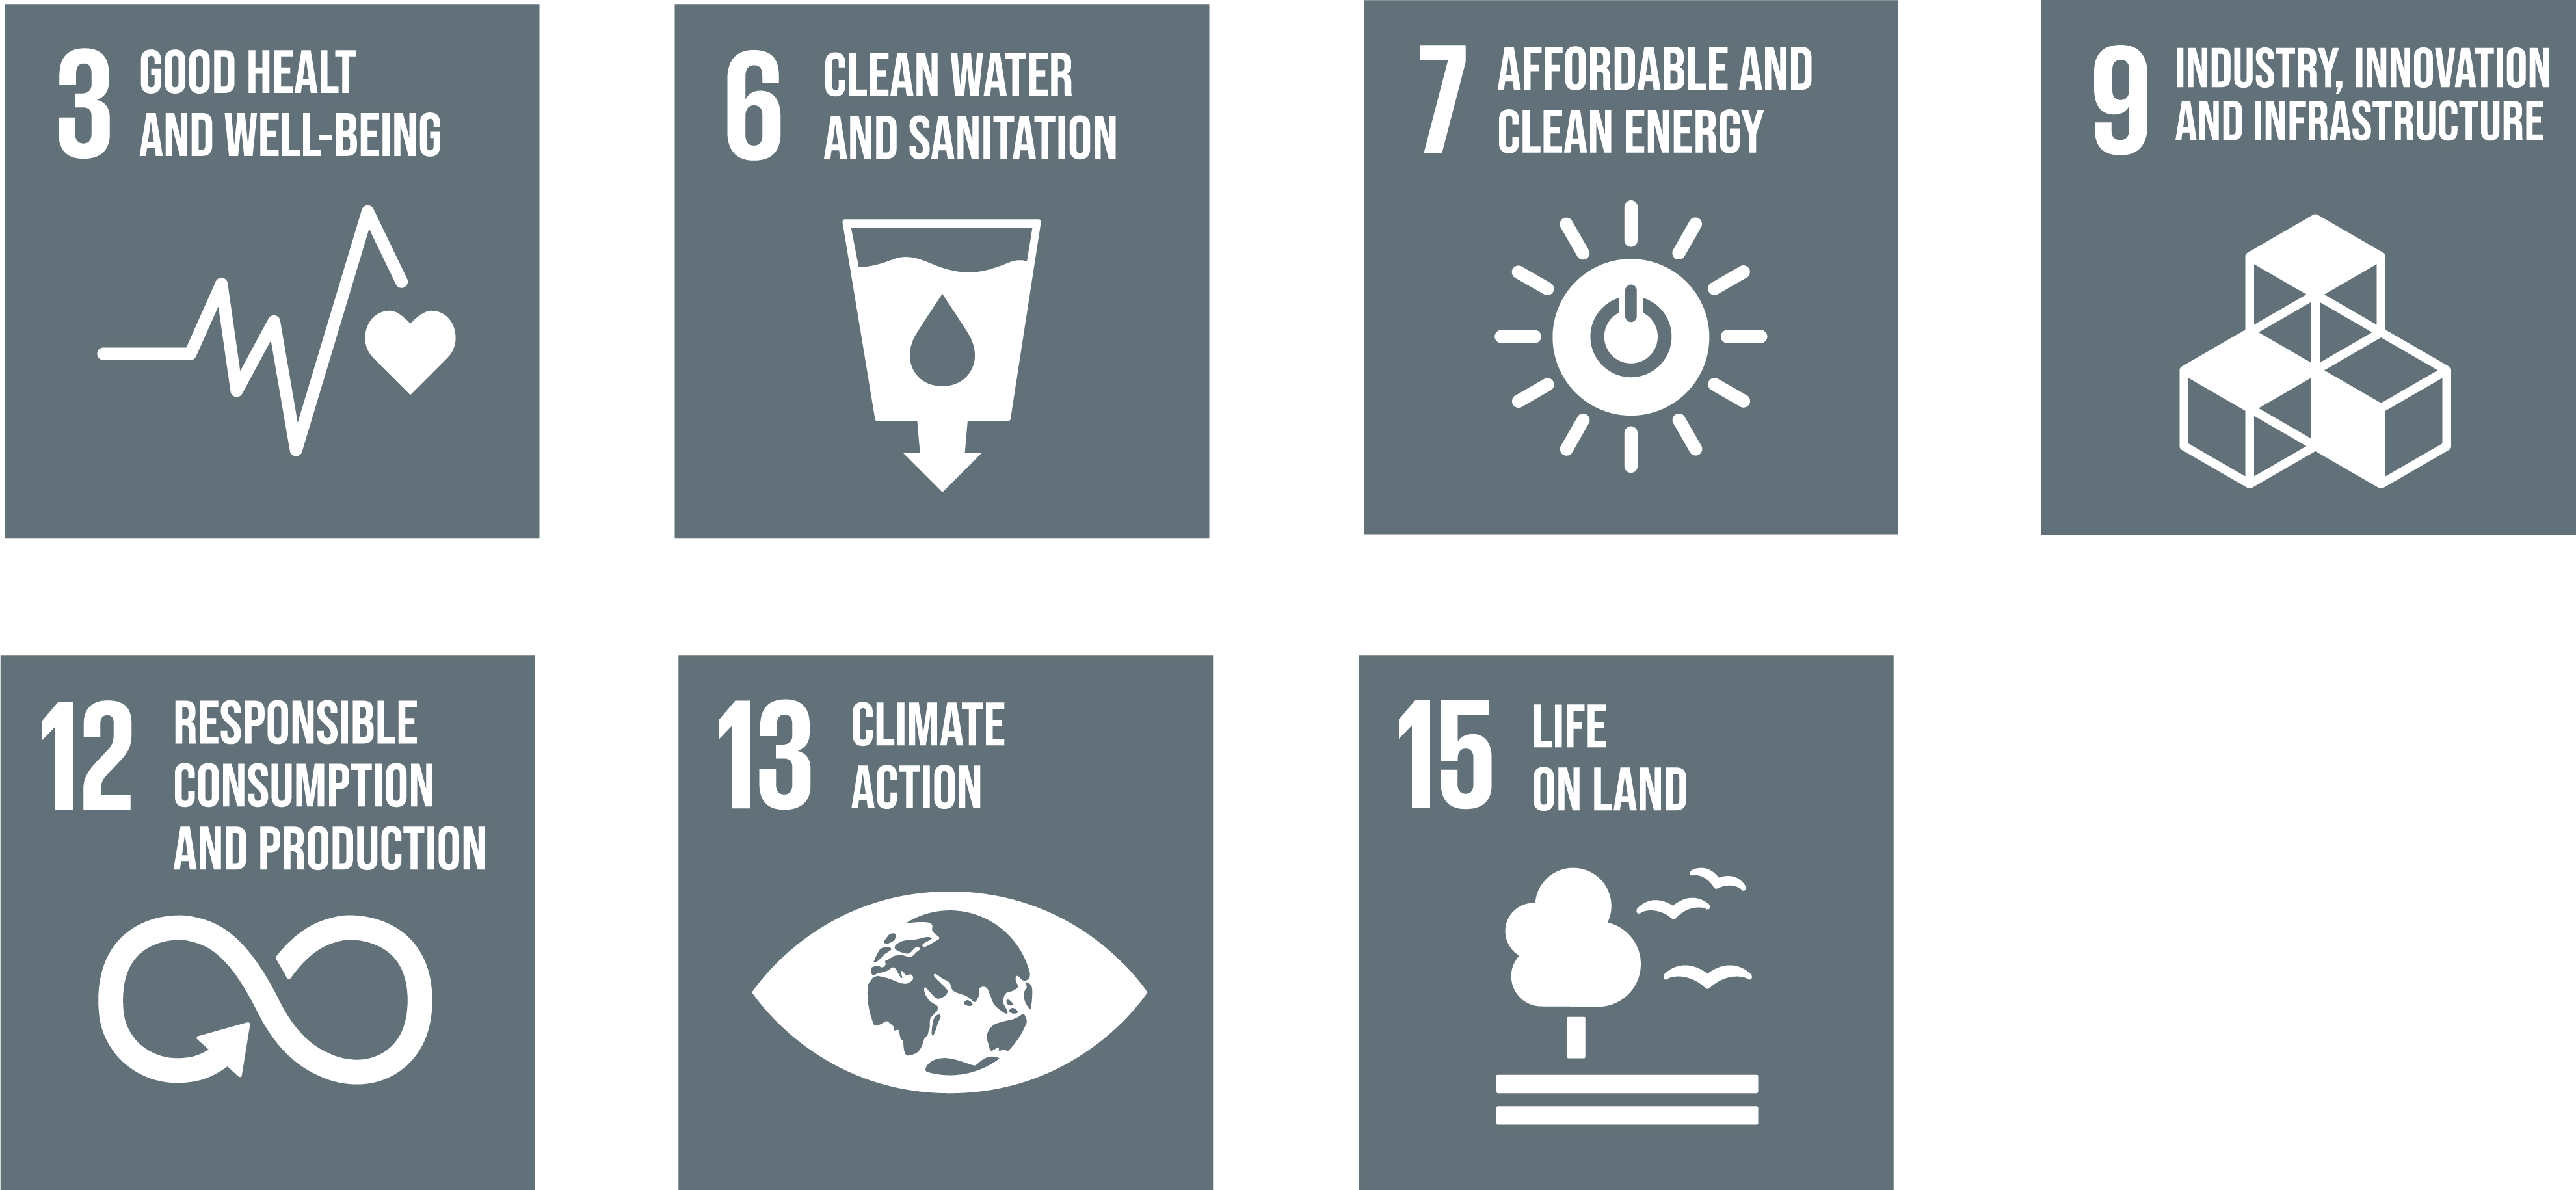 3 GOOD HEALT
AND WELL-BEING
6 CLEAN WATER
AND SANITATION
7 AFFORDABLE AND
CLEAN ENERGY
9 INDUSTRY, INNOVATION
AND INFRASTRUCTURE
12 RESPONSIBLE
CONSUMPTION
AND PRODUCTION
13 CLIMATE
ACTION
15 LIFE
ON LAND